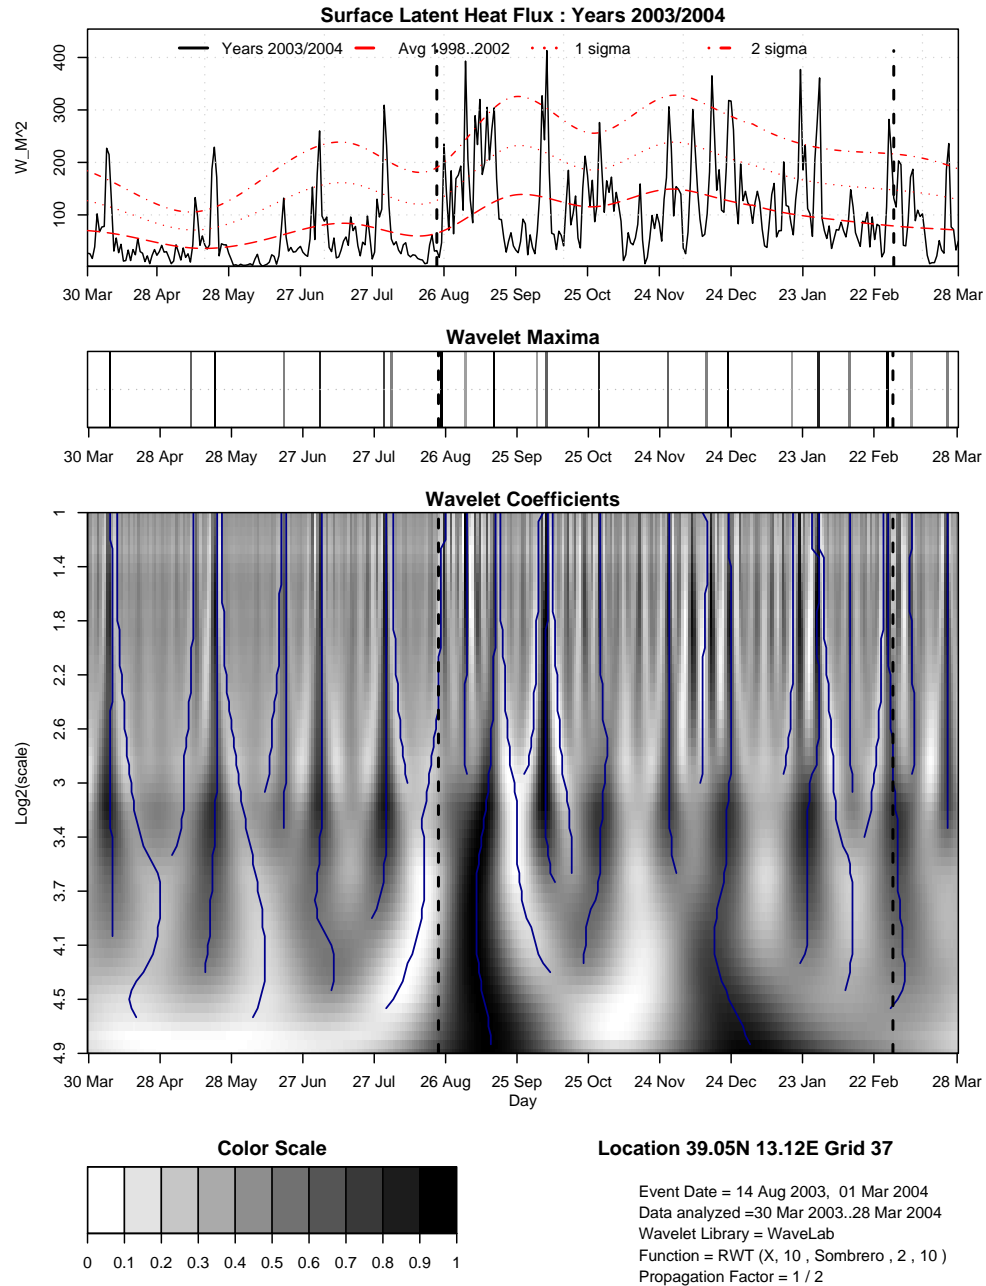 Surface Latent Heat Flux : Years 2003/2004
Years 2003/2004 Avg 1998..2002 1 sigma 2 sigma
W_M^2
400
300
200
100
30 Mar 28 Apr 28 May 27 Jun 27 Jul 26 Aug 25 Sep 25 Oct 24 Nov 24 Dec 23 Jan 22 Feb 28 Mar
Wavelet Maxima
30 Mar 28 Apr 28 May 27 Jun 27 Jul 26 Aug 25 Sep 25 Oct 24 Nov 24 Dec 23 Jan 22 Feb 28 Mar
Wavelet Coefficients
Log2(scale)
1
1.4
1.8
2.2
2.6
3
3.4
3.7
4.1
4.5
4.9
30 Mar 28 Apr 28 May 27 Jun 27 Jul 26 Aug 25 Sep 25 Oct 24 Nov 24 Dec 23 Jan 22 Feb 28 Mar
Day
Color Scale
0 0.1 0.2 0.3 0.4 0.5 0.6 0.7 0.8 0.9 1
Location 39.05N 13.12E Grid 37
Event Date = 14 Aug 2003, 01 Mar 2004
Data analyzed =30 Mar 2003..28 Mar 2004
Wavelet Library = WaveLab
Function = RWT (X, 10 , Sombrero , 2 , 10 )
Propagation Factor = 1 / 2